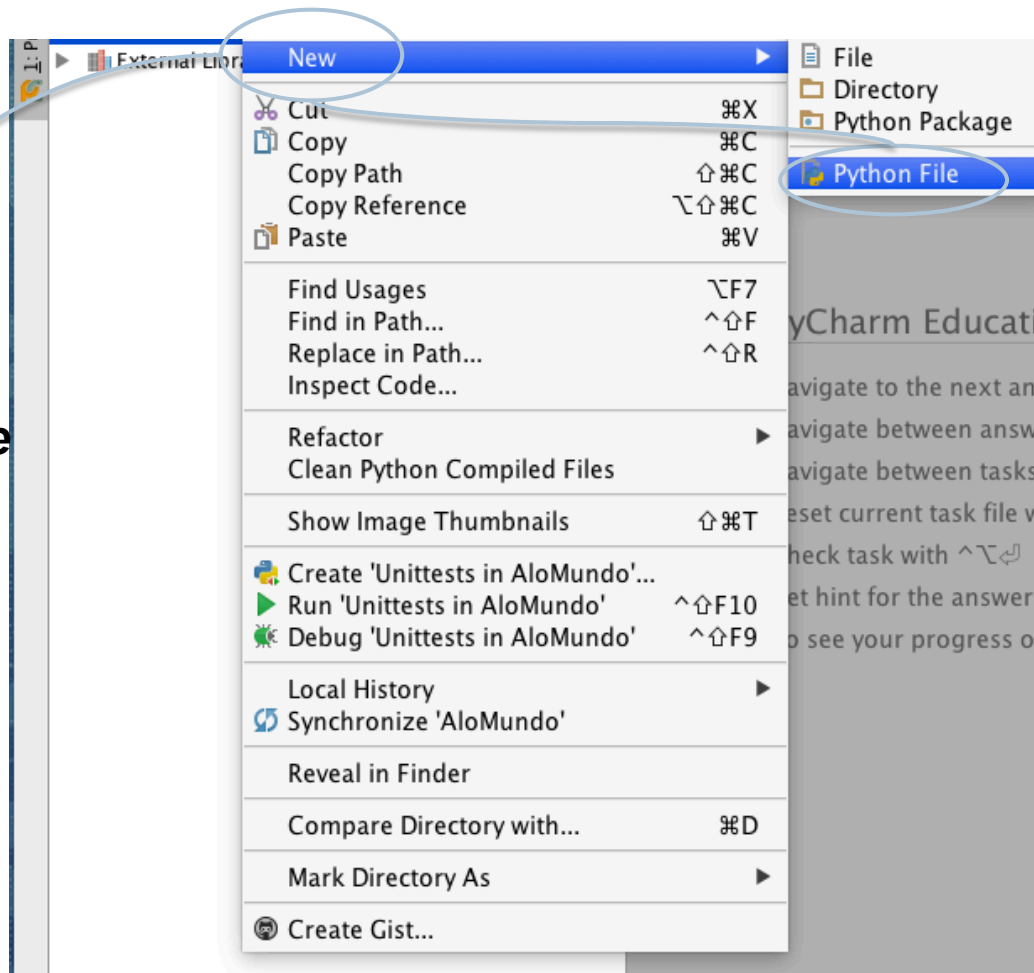 1: P
External Libra
New
Cut ⌘X
Copy ⌘C
Copy Path ⇧⌘C
Copy Reference ⌥⇧⌘C
Paste ⌘V
Find Usages ⌥F7
Find in Path... ^⇧F
Replace in Path... ^⇧R
Inspect Code...
Refactor
Clean Python Compiled Files
Show Image Thumbnails ⇧⌘T
Create 'Unittests in AloMundo'...
Run 'Unittests in AloMundo' ^⇧F10
Debug 'Unittests in AloMundo' ^⇧F9
Local History
Synchronize 'AloMundo'
Reveal in Finder
Compare Directory with... ⌘D
Mark Directory As
Create Gist...
File
Directory
Python Package
Python File
yCharm Educati
avigate to the next an
avigate between answ
avigate between tasks
eset current task file w
heck task with ^⌥⏎
et hint for the answer
o see your progress o
e